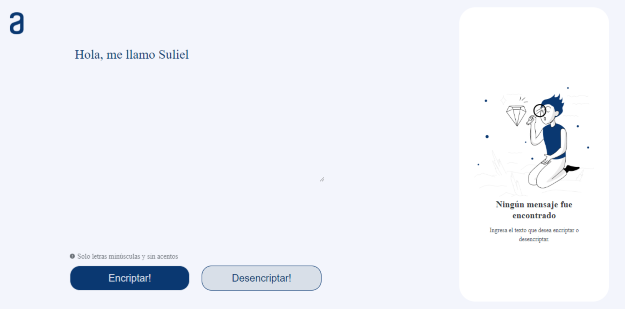 a
Hola, me llamo Suliel
Solo letras minusculas y sin acentos
Encriptar!
Desencriptar!
Ningún mensaje fue
encontrado
Ingresa el texto que desea encriptar o
desencriptar.